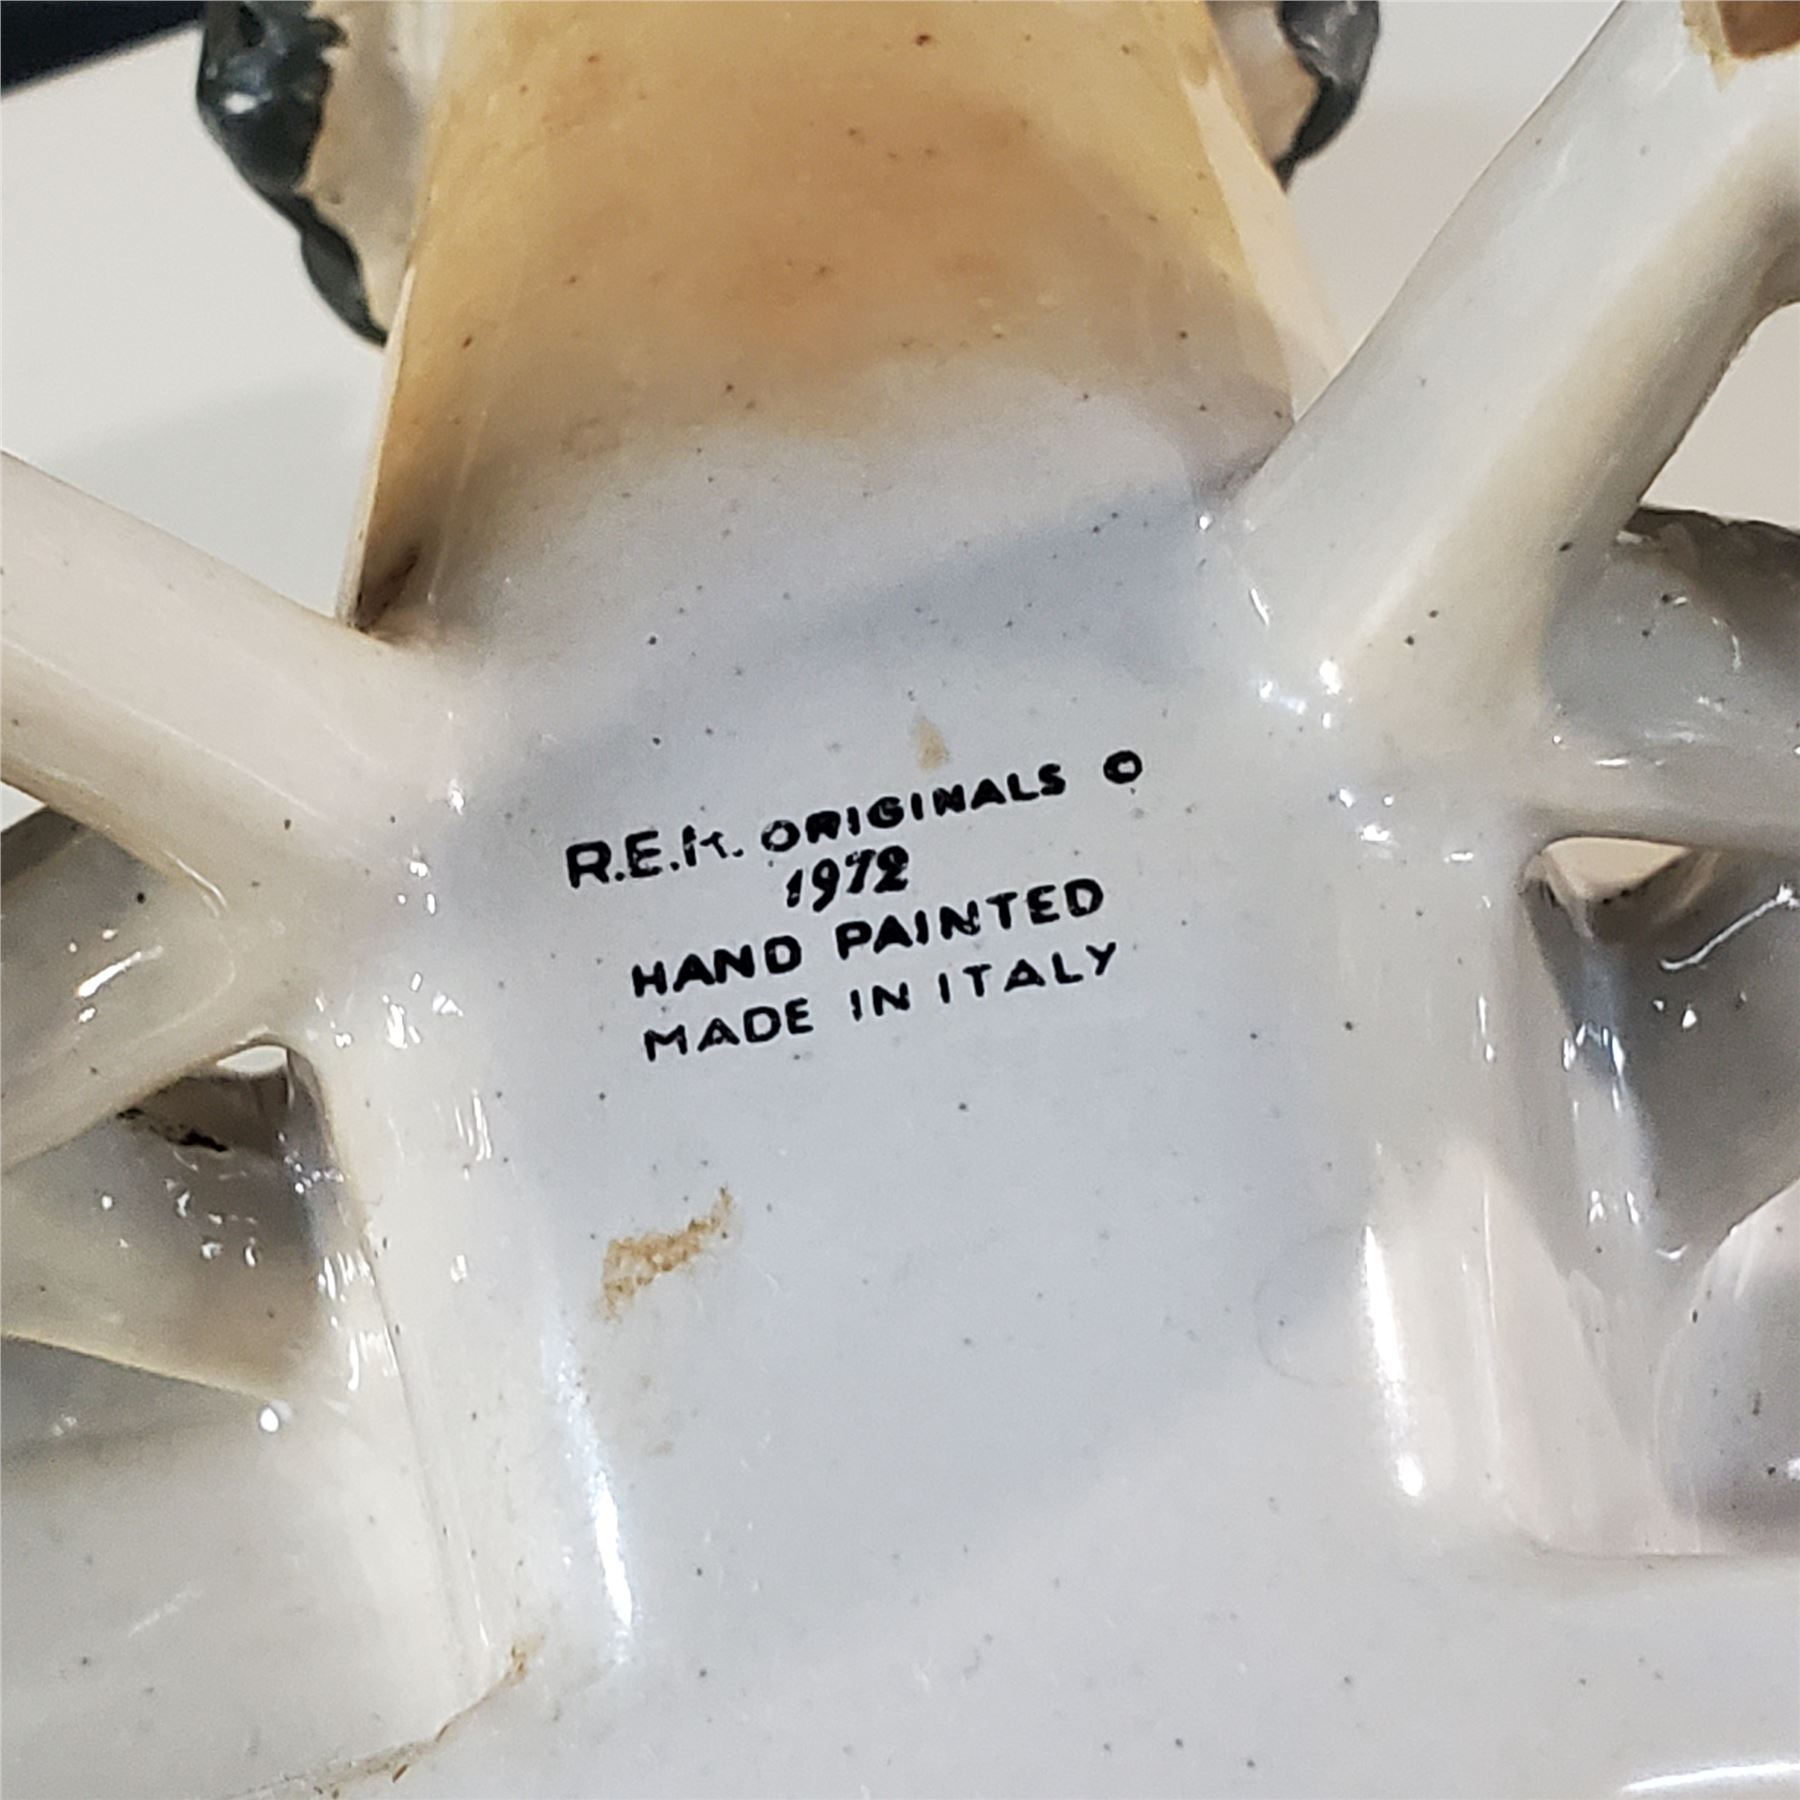 R.E.M. ORIGINALS ©
1972
HAND PAINTED
MADE IN ITALY